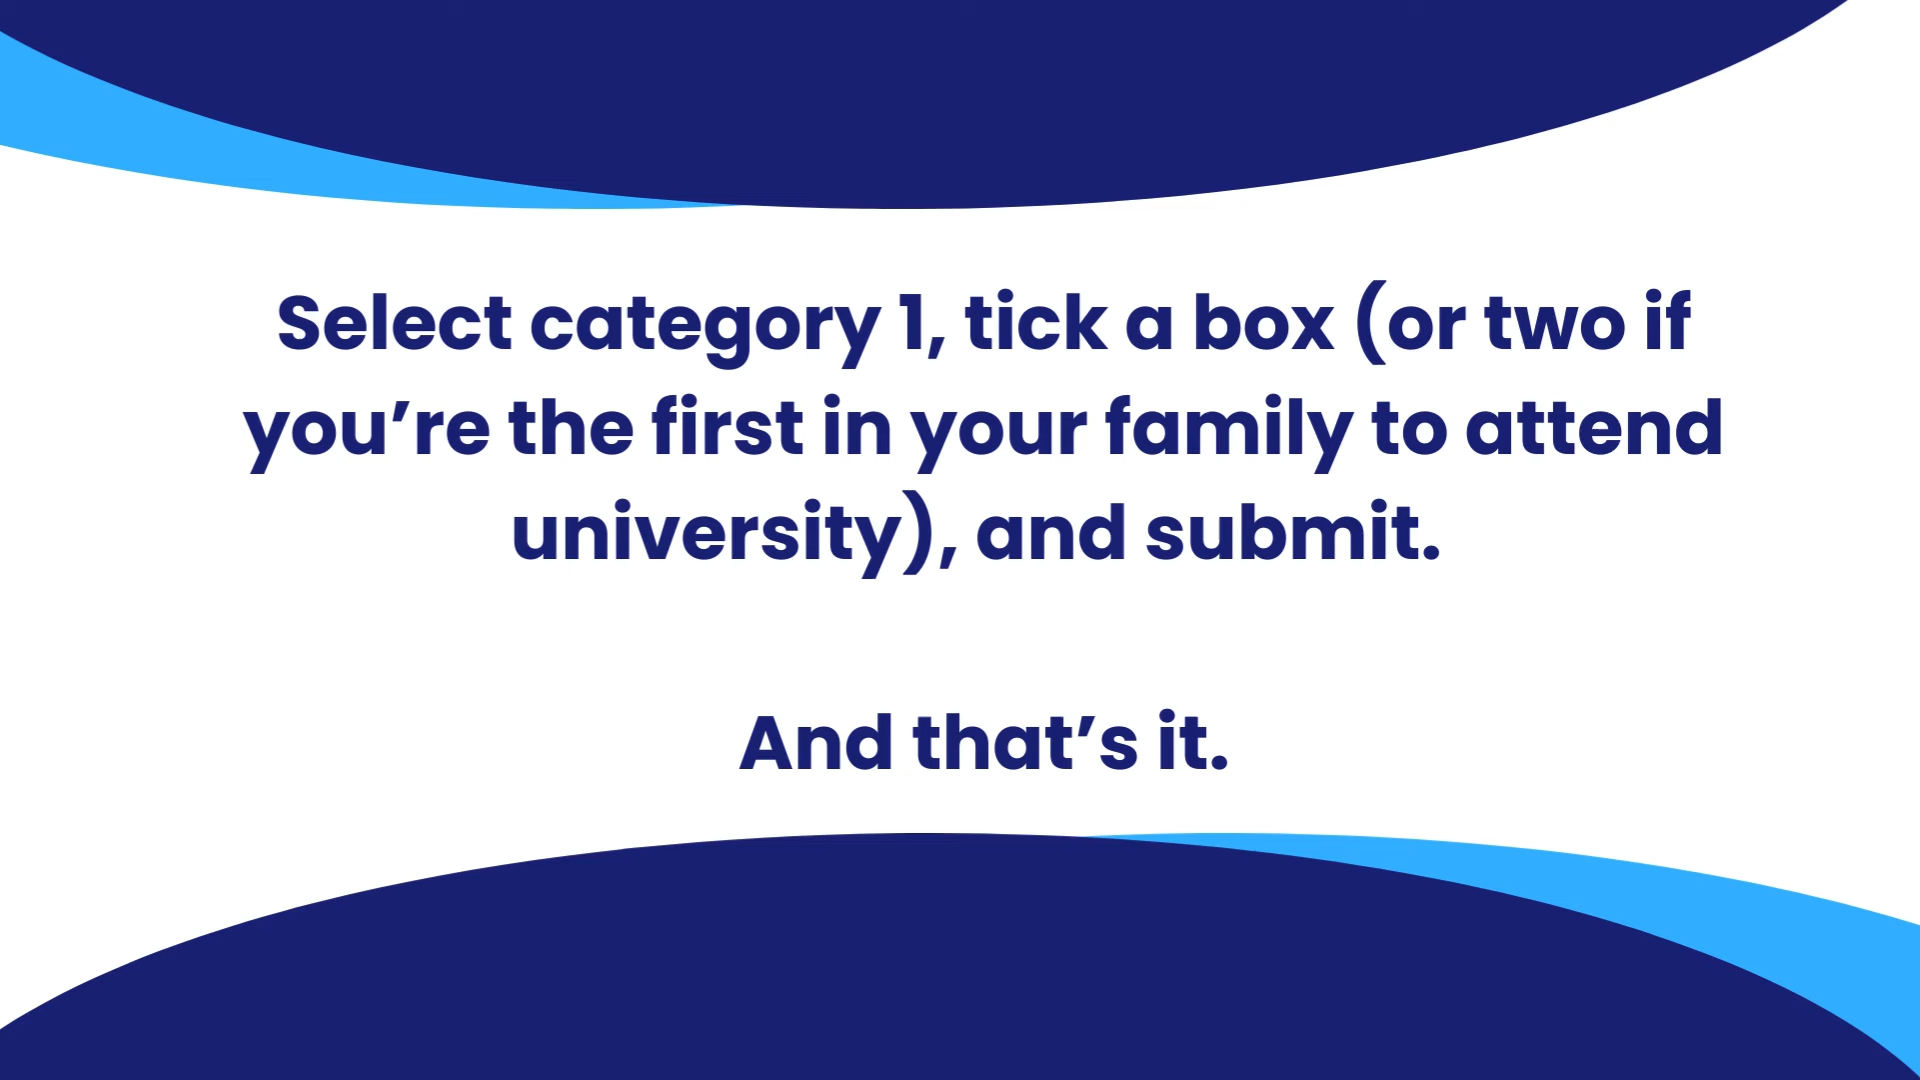 Select category 1, tick a box (or two if
you’re the first in your family to attend
university), and submit.
And that’s it.